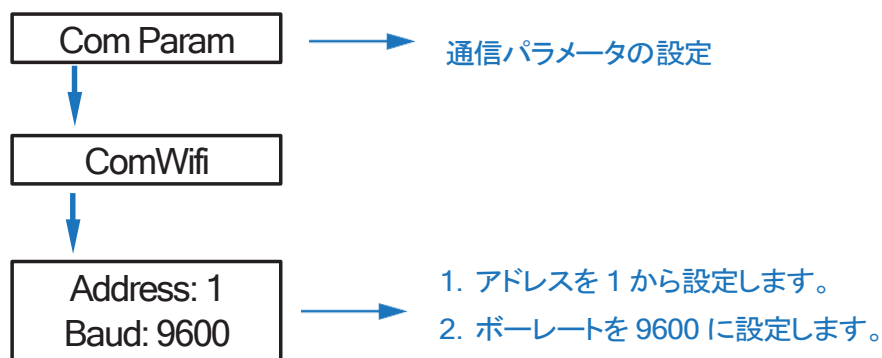 Com Param
通信パラメータの設定
ComWifi
Address: 1
Baud: 9600
1. アドレスを 1 から設定します。
2. ボーレートを 9600 に設定します。